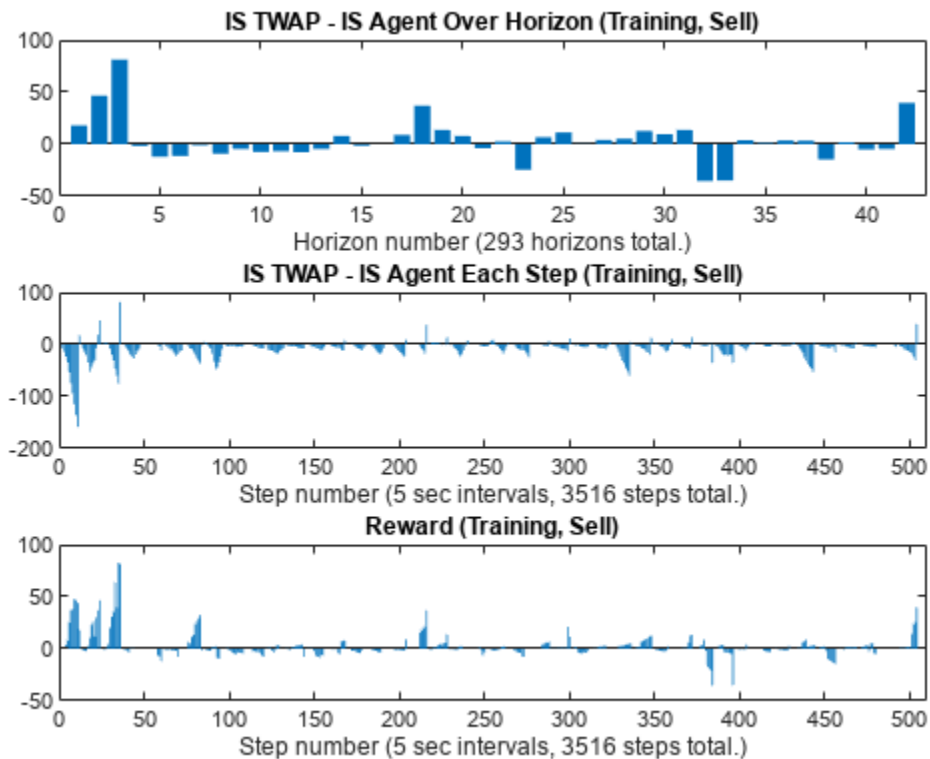 IS TWAP - IS Agent Over Horizon (Training, Sell)
100
50
0
-50
0 5 10 15 20 25 30 35 40
Horizon number (293 horizons total.)
IS TWAP - IS Agent Each Step (Training, Sell)
100
0
-100
-200
0 50 100 150 200 250 300 350 400 450 500
Step number (5 sec intervals, 3516 steps total.)
Reward (Training, Sell)
100
50
0
-50
0 50 100 150 200 250 300 350 400 450 500
Step number (5 sec intervals, 3516 steps total.)